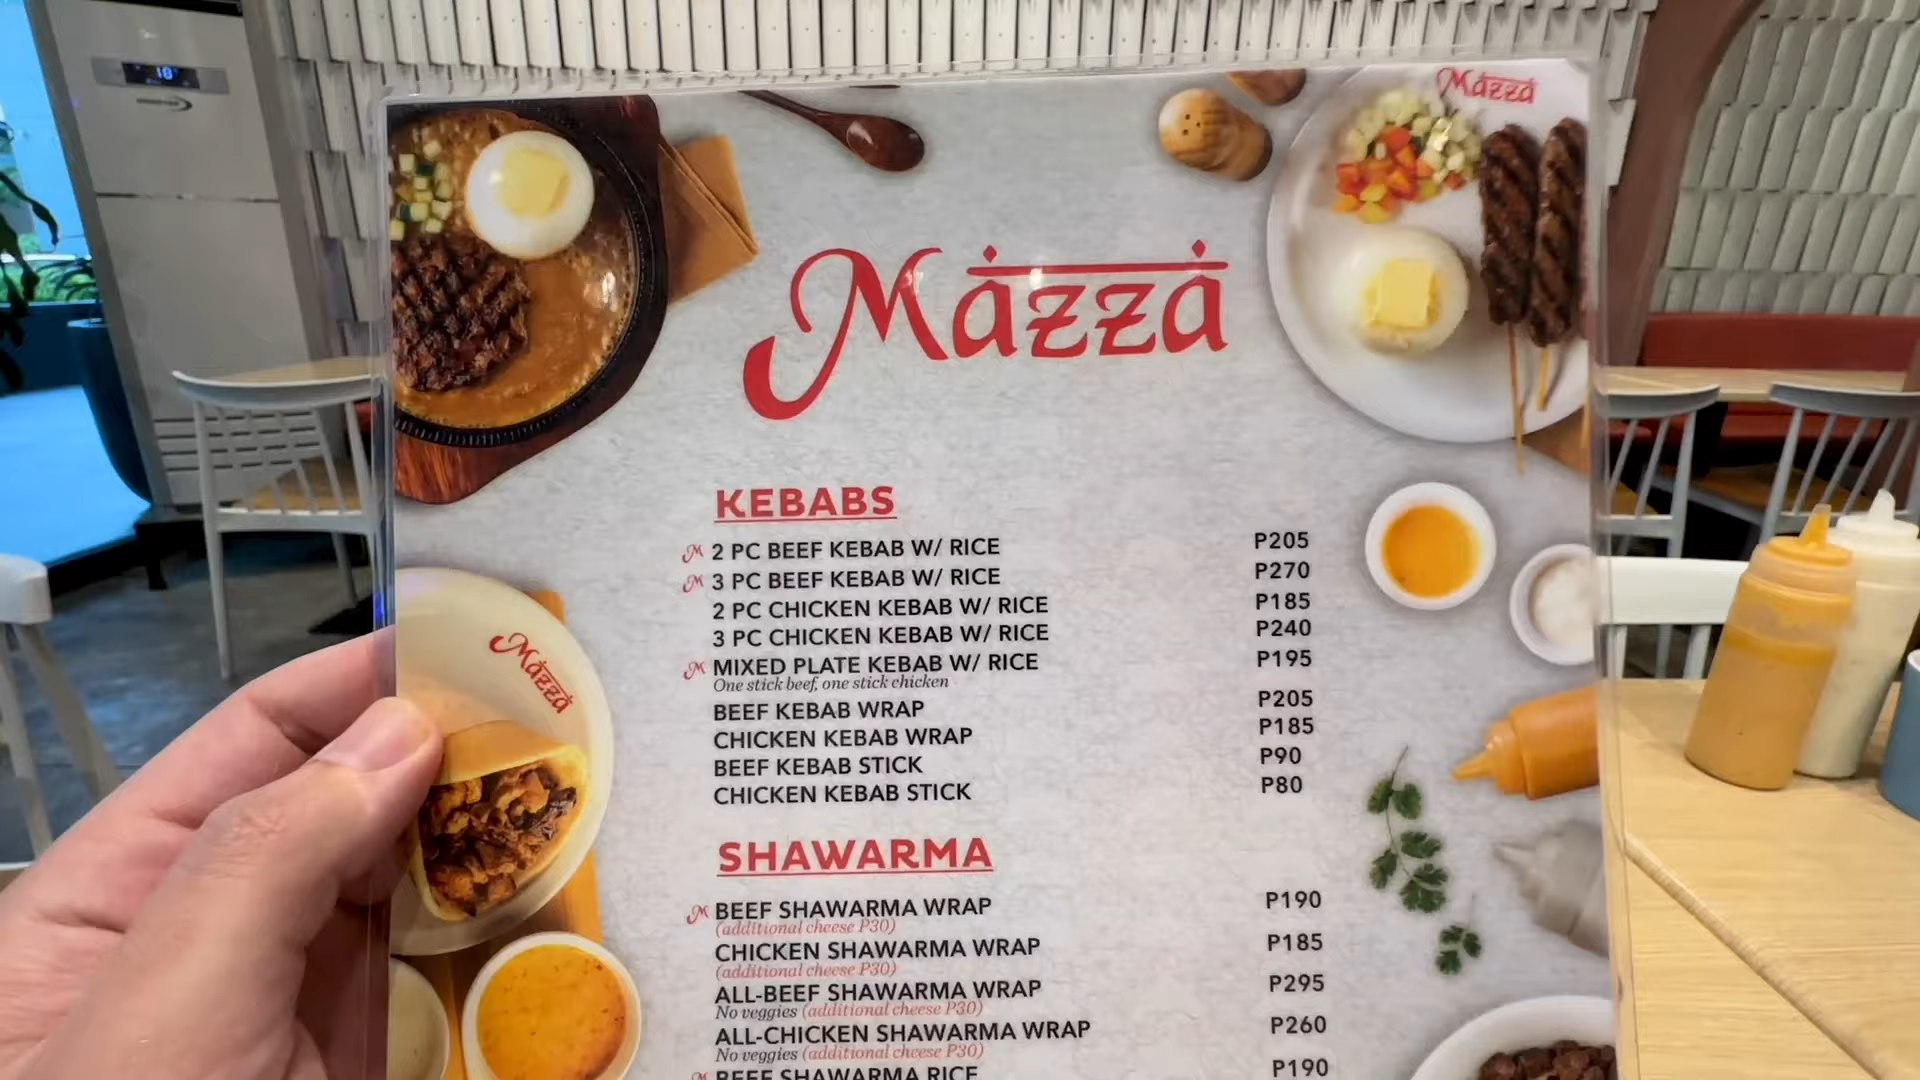 18
Mazza
Mazza
KEBABS
M 2 PC BEEF KEBAB W/ RICE P205
M 3 PC BEEF KEBAB W/ RICE P270
2 PC CHICKEN KEBAB W/ RICE P185
3 PC CHICKEN KEBAB W/ RICE P240
M MIXED PLATE KEBAB W/ RICE P195
One stick beef, one stick chicken
BEEF KEBAB WRAP P205
CHICKEN KEBAB WRAP P185
BEEF KEBAB STICK P90
CHICKEN KEBAB STICK P80
Mazza
SHAWARMA
M BEEF SHAWARMA WRAP P190
(additional cheese P30)
CHICKEN SHAWARMA WRAP P185
(additional cheese P30)
ALL-BEEF SHAWARMA WRAP P295
No veggies (additional cheese P30)
ALL-CHICKEN SHAWARMA WRAP P260
No veggies (additional cheese P30)
M BEEF SHAWARMA RICE P190